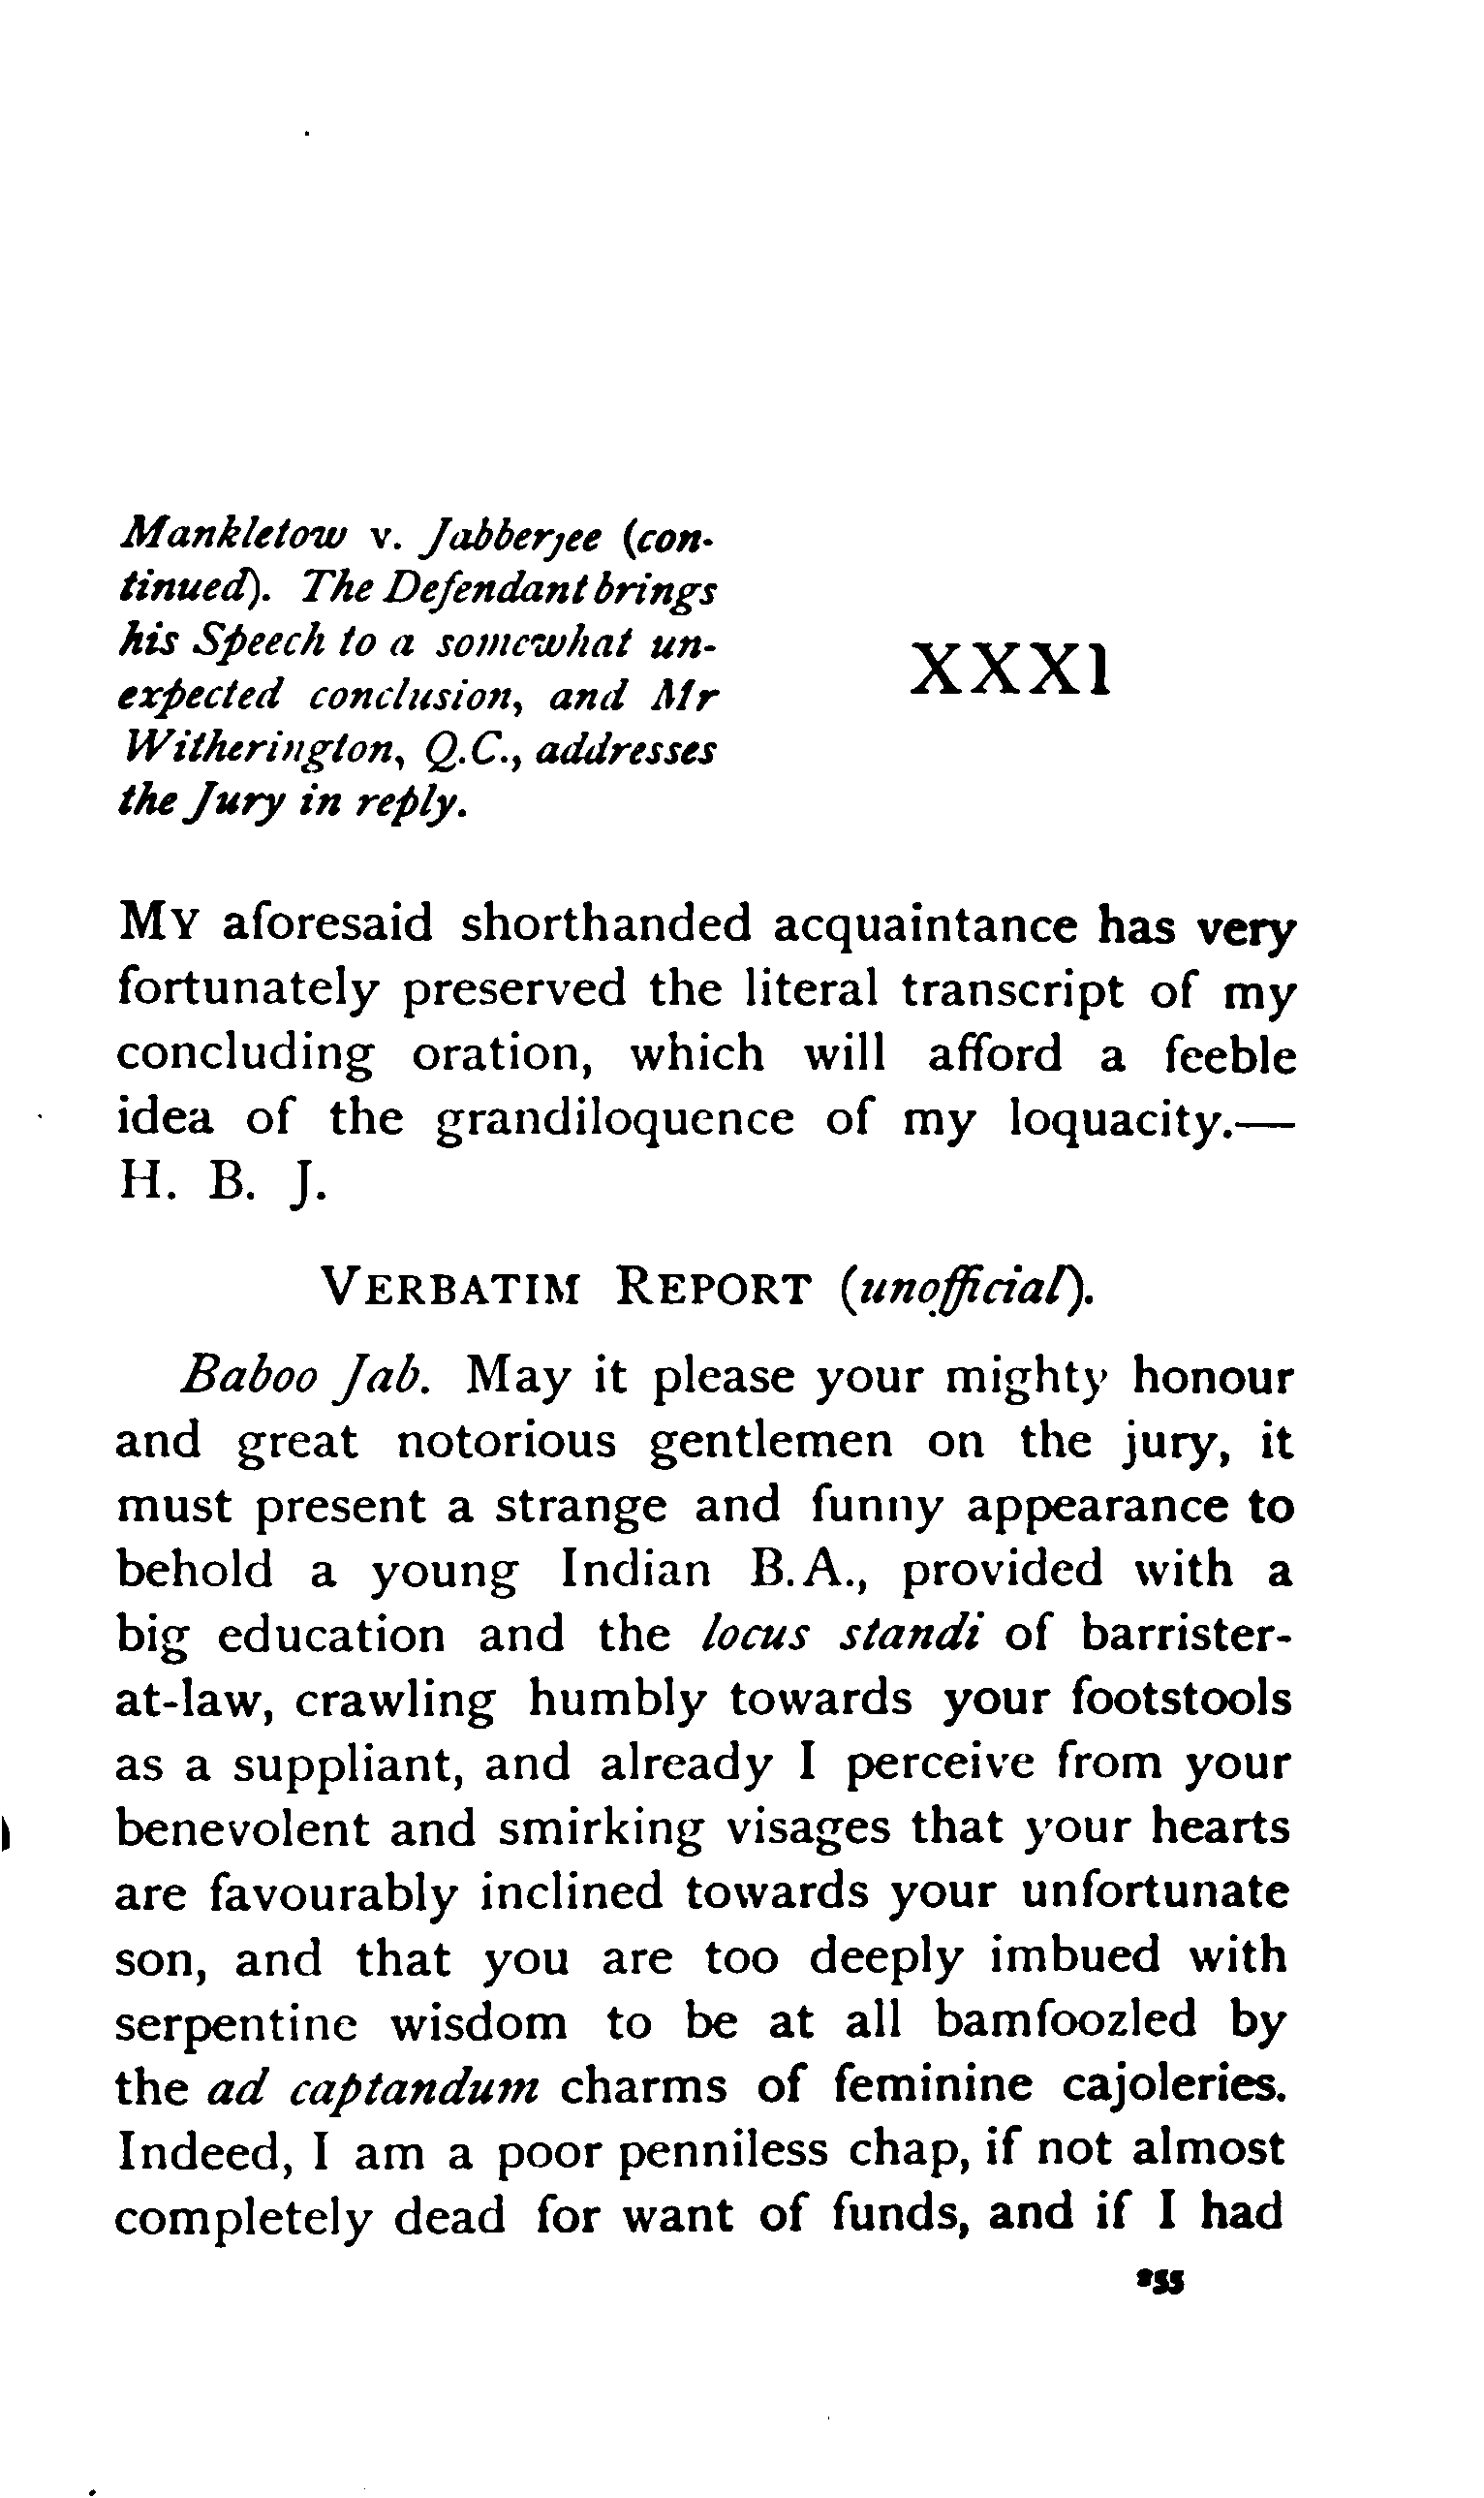 Mankletow v. Jabberjee (con-
tinued). The Defendant brings
his Speech to a somewhat un-
expected conclusion, and Mr
Witherington, Q.C., addresses
the Jury in reply.
XXXI
MY aforesaid shorthanded acquaintance has very
fortunately preserved the literal transcript of my
concluding oration, which will afford a feeble
idea of the grandiloquence of my loquacity.—
H. B. J.
VERBATIM REPORT (unofficial).
Baboo Jab. May it please your mighty honour
and great notorious gentlemen on the jury, it
must present a strange and funny appearance to
behold a young Indian B.A., provided with a
big education and the locus standi of barrister-
at-law, crawling humbly towards your footstools
as a suppliant, and already I perceive from your
benevolent and smirking visages that your hearts
are favourably inclined towards your unfortunate
son, and that you are too deeply imbued with
serpentine wisdom to be at all bamfoozled by
the ad captandum charms of feminine cajoleries.
Indeed, I am a poor penniless chap, if not almost
completely dead for want of funds, and if I had
255